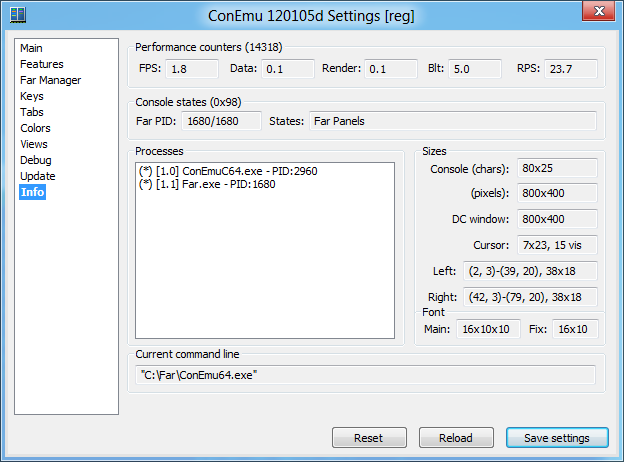 ConEmu 120105d Settings [reg]
Main
Features
Far Manager
Keys
Tabs
Colors
Views
Debug
Update
Info
Performance counters (14318)
FPS: 1.8 Data: 0.1 Render: 0.1 Blt: 5.0 RPS: 23.7
Console states (0x98)
Far PID: 1680/1680 States: Far Panels
Processes
(*) [1.0] ConEmuC64.exe - PID:2960
(*) [1.1] Far.exe - PID:1680
Sizes
Console (chars): 80x25
(pixels): 800x400
DC window: 800x400
Cursor: 7x23, 15 vis
Left: (2, 3)-(39, 20), 38x18
Right: (42, 3)-(79, 20), 38x18
Font
Main: 16x10x10 Fix: 16x10
Current command line
"C:\Far\ConEmu64.exe"
Reset Reload Save settings